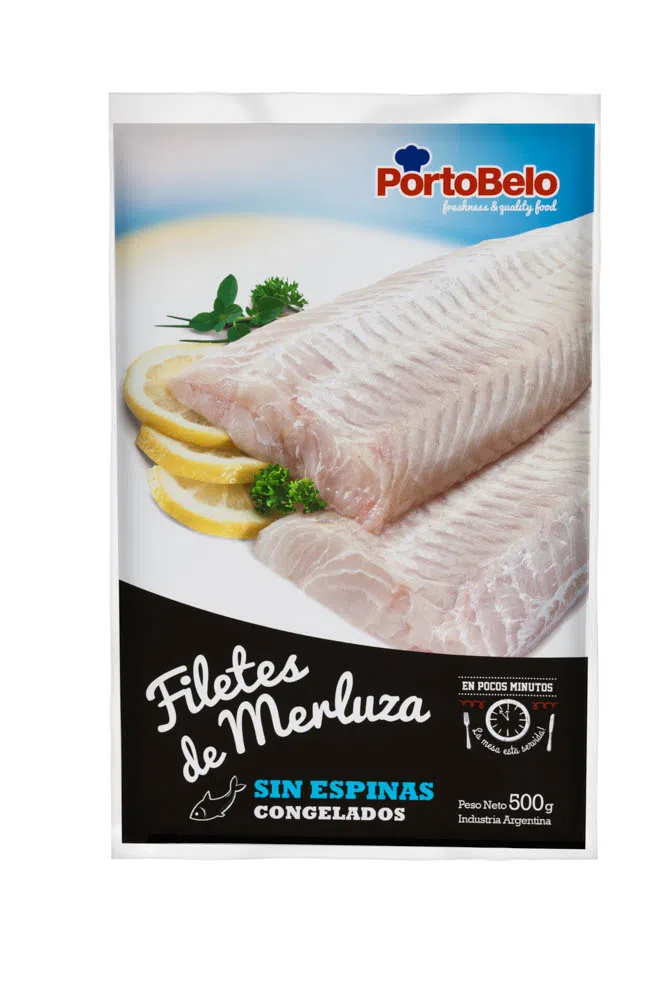 PortoBelo
freshness & quality food
Filetes
de Merluza
SIN ESPINAS
CONGELADOS
EN POCOS MINUTOS
La mesa esta servida!
Peso Neto 500g
Industria Argentina